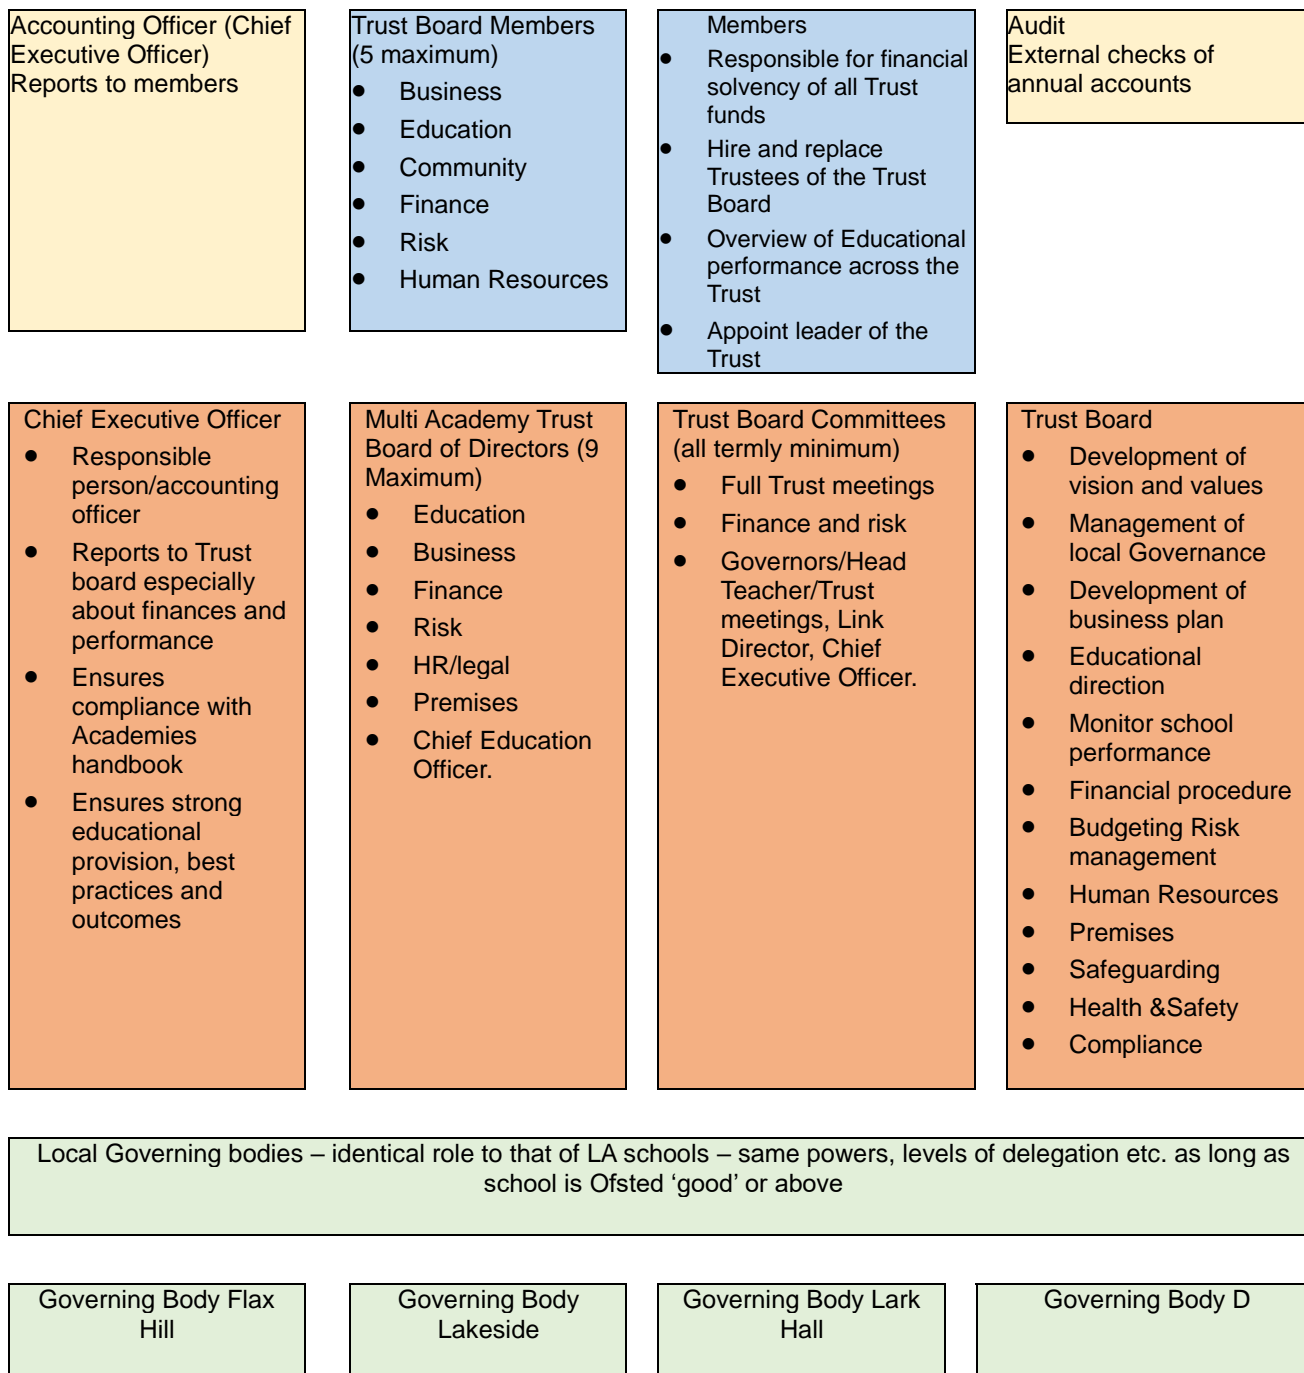 Accounting Officer (Chief
Executive Officer)
Reports to members
Trust Board Members
(5 maximum)
● Business
● Education
● Community
● Finance
● Risk
● Human Resources
Members
● Responsible for financial
solvency of all Trust
funds
● Hire and replace
Trustees of the Trust
Board
● Overview of Educational
performance across the
Trust
● Appoint leader of the
Trust
Audit
External checks of
annual accounts
Chief Executive Officer
● Responsible
person/accounting
officer
● Reports to Trust
board especially
about finances and
performance
● Ensures
compliance with
Academies
handbook
● Ensures strong
educational
provision, best
practices and
outcomes
Multi Academy Trust
Board of Directors (9
Maximum)
● Education
● Business
● Finance
● Risk
● HR/legal
● Premises
● Chief Education
Officer.
Trust Board Committees
(all termly minimum)
● Full Trust meetings
● Finance and risk
● Governors/Head
Teacher/Trust
meetings, Link
Director, Chief
Executive Officer.
Trust Board
● Development of
vision and values
● Management of
local Governance
● Development of
business plan
● Educational
direction
● Monitor school
performance
● Financial procedure
● Budgeting Risk
management
● Human Resources
● Premises
● Safeguarding
● Health &Safety
● Compliance
Local Governing bodies – identical role to that of LA schools – same powers, levels of delegation etc. as long as
school is Ofsted ‘good’ or above
Governing Body Flax
Hill
Governing Body
Lakeside
Governing Body Lark
Hall
Governing Body D